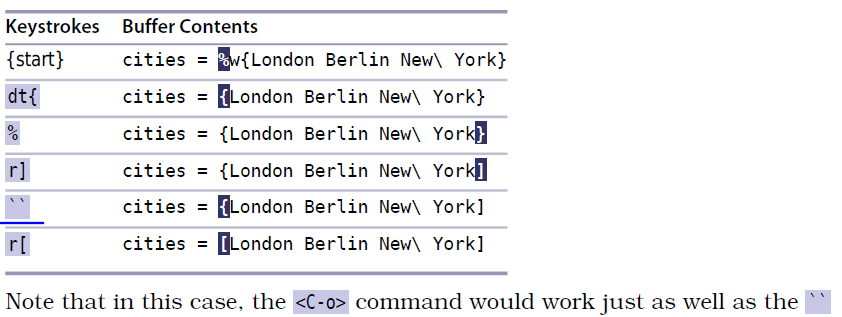 Keystrokes Buffer Contents
{start} cities = %w{London Berlin New\ York}
dt{ cities = {London Berlin New\ York}
% cities = {London Berlin New\ York}
r] cities = {London Berlin New\ York]
`` cities = {London Berlin New\ York]
r[ cities = [London Berlin New\ York]
Note that in this case, the <C-o> command would work just as well as the ``